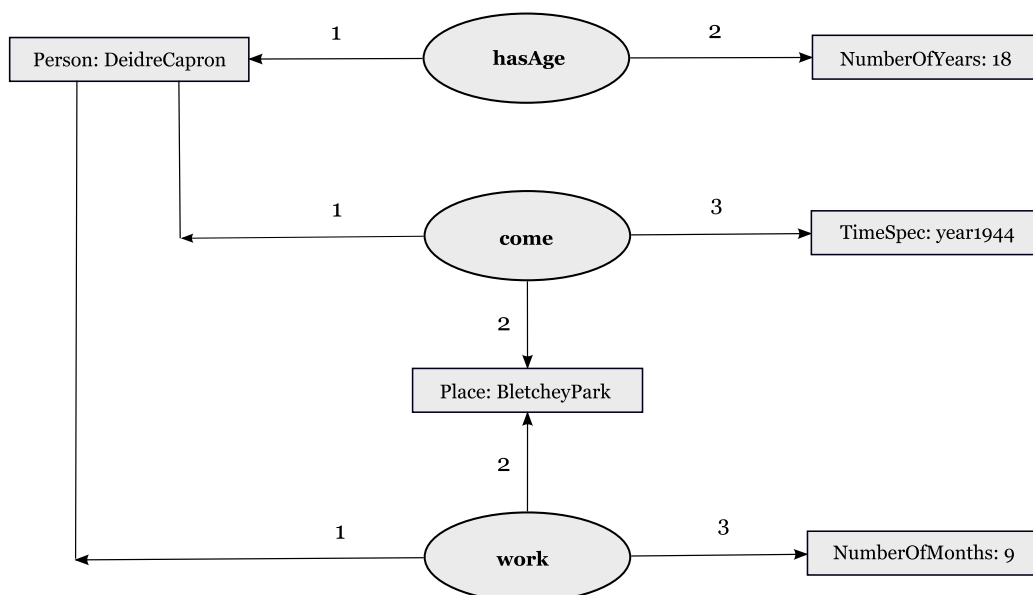 1
2
Person: DeidreCapron
hasAge
NumberOfYears: 18
1
3
come
TimeSpec: year1944
2
Place: BletcheyPark
2
1
3
work
NumberOfMonths: 9